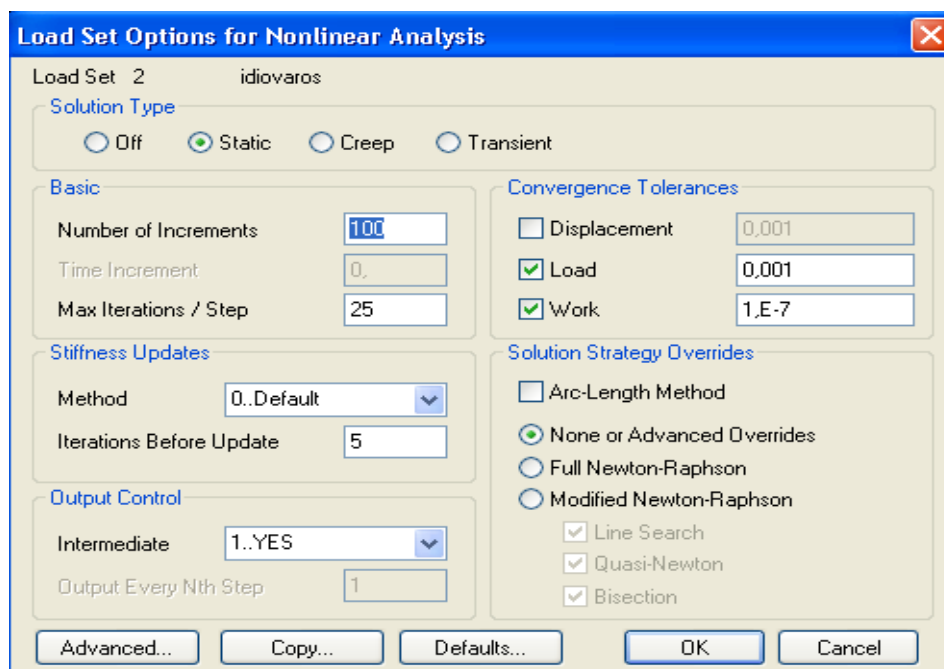 Load Set Options for Nonlinear Analysis
Load Set 2 idiovaros
Solution Type
Off Static Creep Transient
Basic
Number of Increments 100
Time Increment 0,
Max Iterations / Step 25
Convergence Tolerances
Displacement 0,001
Load 0,001
Work 1,E-7
Stiffness Updates
Method 0..Default
Iterations Before Update 5
Solution Strategy Overrides
Arc-Length Method
None or Advanced Overrides
Full Newton-Raphson
Modified Newton-Raphson
Line Search
Quasi-Newton
Bisection
Output Control
Intermediate 1..YES
Output Every Nth Step 1
Advanced... Copy... Defaults... OK Cancel